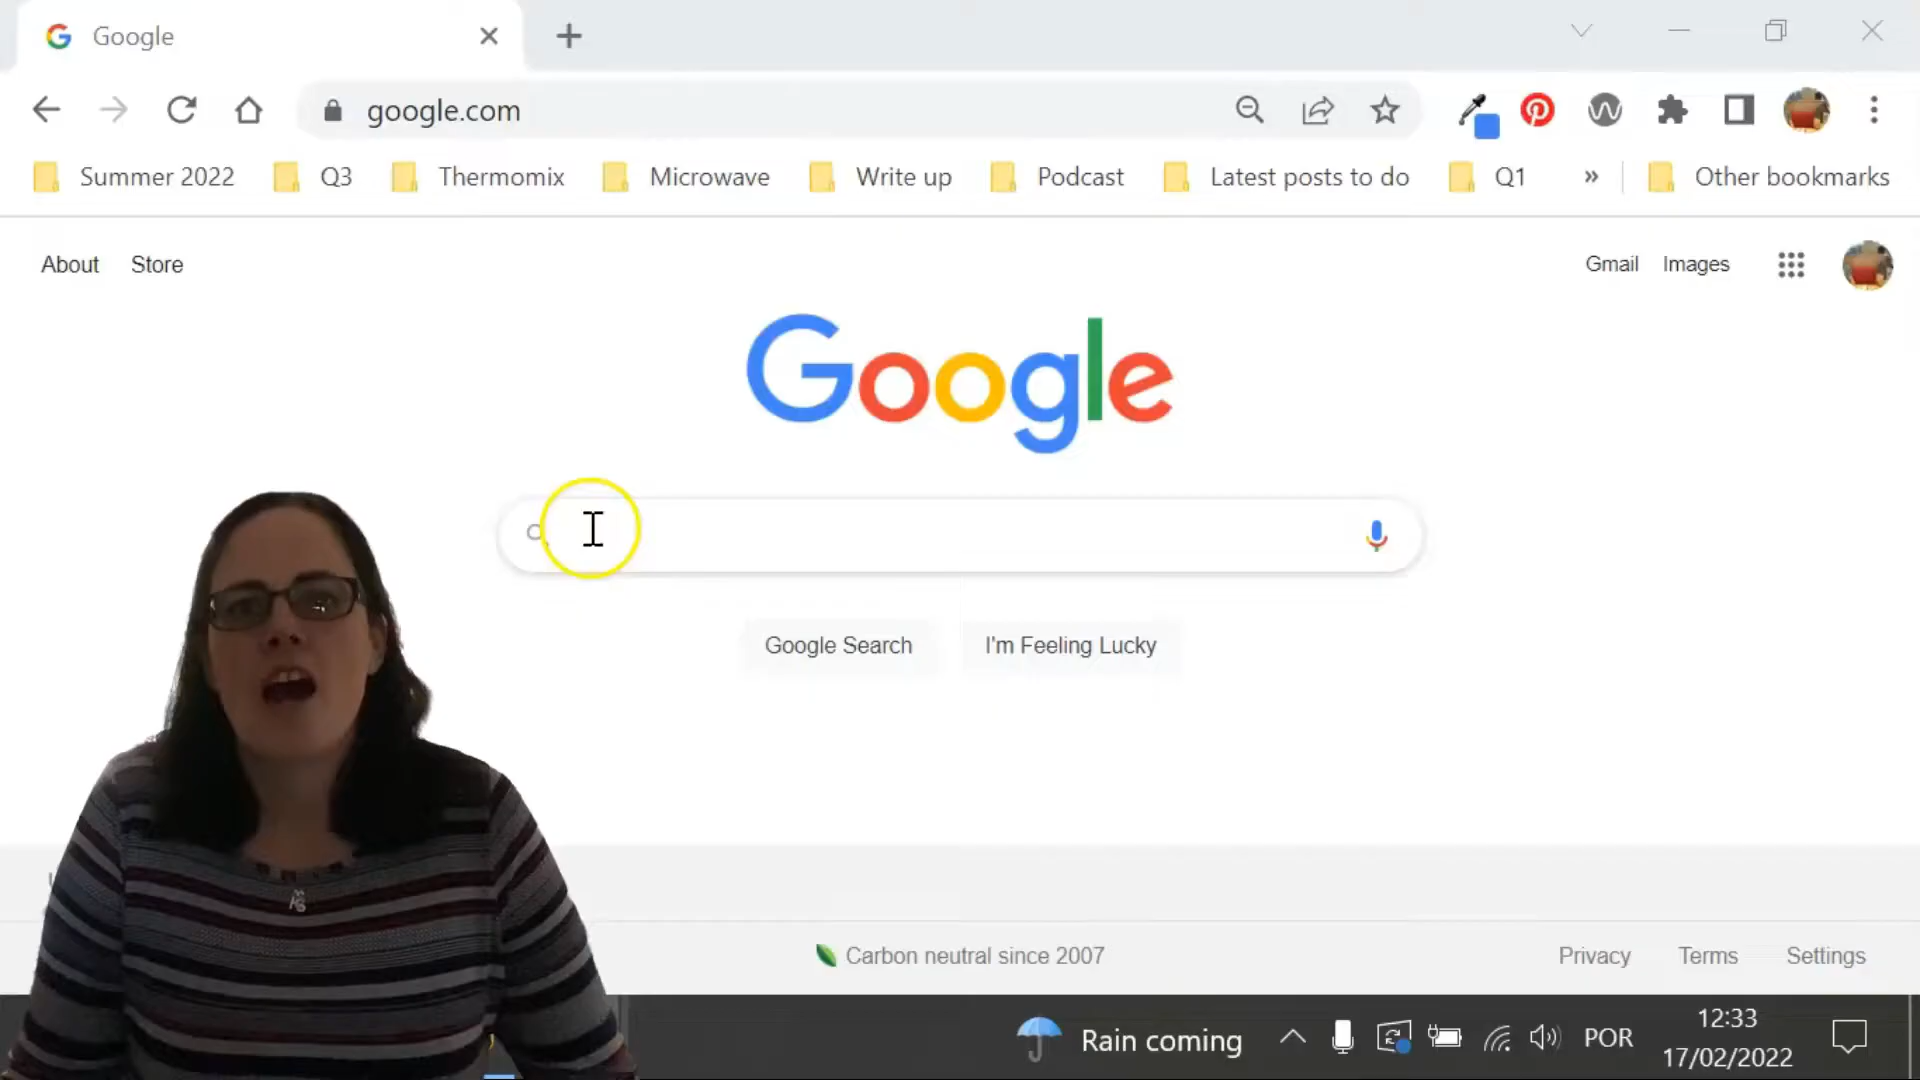 Google
google.com
Summer 2022 Q3 Thermomix Microwave Write up Podcast Latest posts to do Q1 » Other bookmarks
About Store Gmail Images
Google
Google Search I'm Feeling Lucky
Carbon neutral since 2007 Privacy Terms Settings
Rain coming POR 12:33
17/02/2022